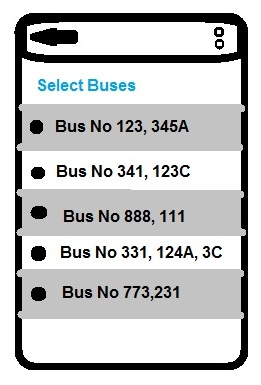 Select Buses
Bus No 123, 345A
Bus No 341, 123C
Bus No 888, 111
Bus No 331, 124A, 3C
Bus No 773,231